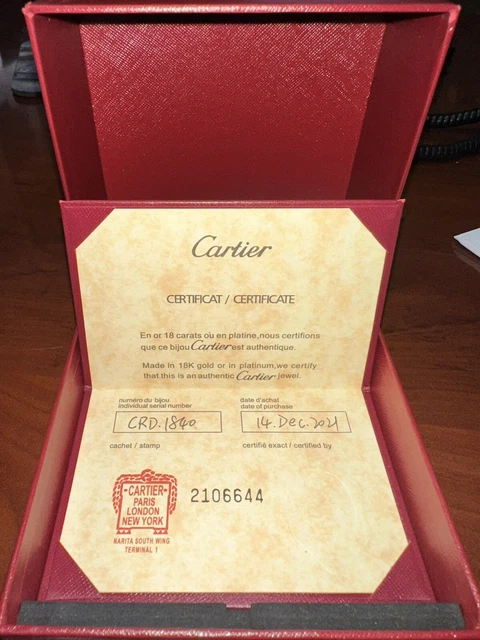 Cartier
CERTIFICAT / CERTIFICATE
En or 18 carats ou en platine,nous certifions
que ce bijou Cartier est authentique.
Made in 18K gold or in platinum,we certify
that this is an authentic Cartier jewel.
numéro du bijou
individual serial number
CRD.1840
date d'achat
date of purchase
14.Dec.2021
cachet / stamp
certifié exact / certified by
-CARTIER-
PARIS
LONDON
NEW YORK
2106644
NARITA SOUTH WING
TERMINAL 1